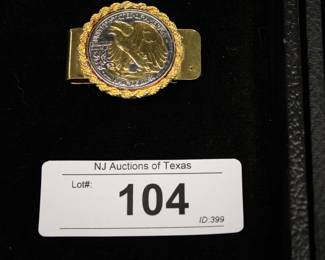 NJ Auctions of Texas
Lot#:
104
ID:399